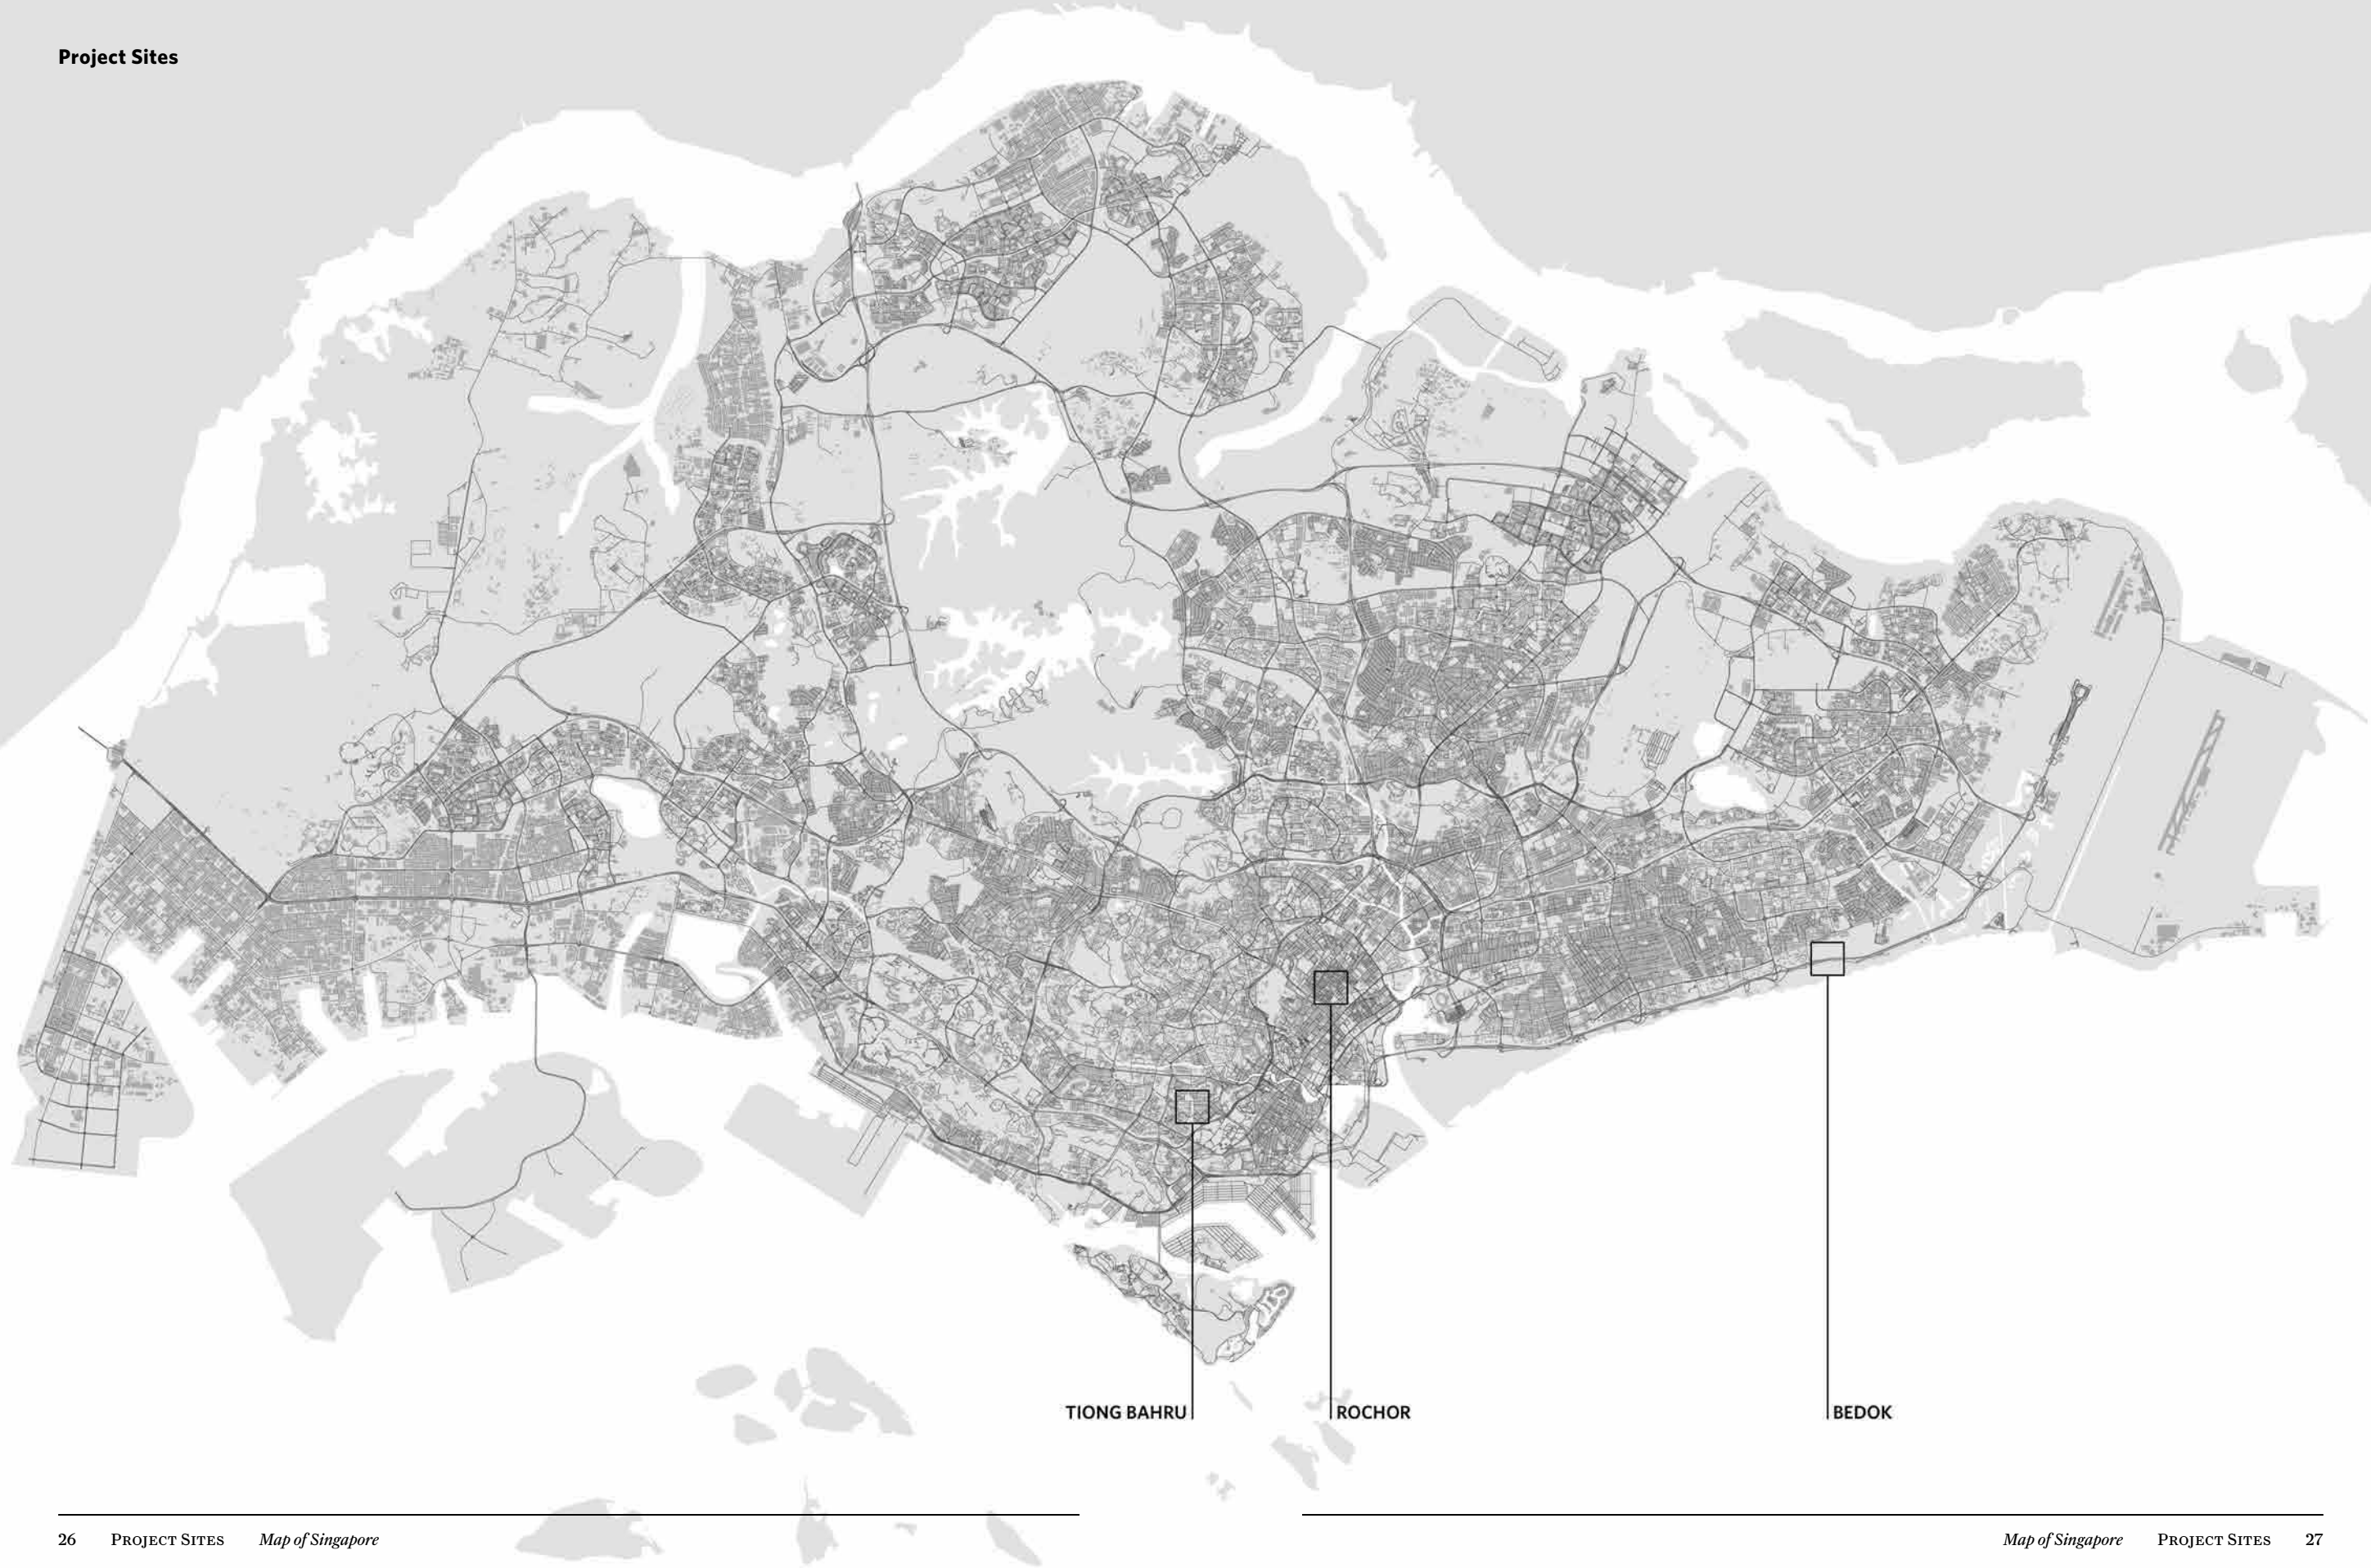 Project Sites
TIONG BAHRU
ROCHOR
BEDOK
26 PROJECT SITES Map of Singapore
Map of Singapore PROJECT SITES 27